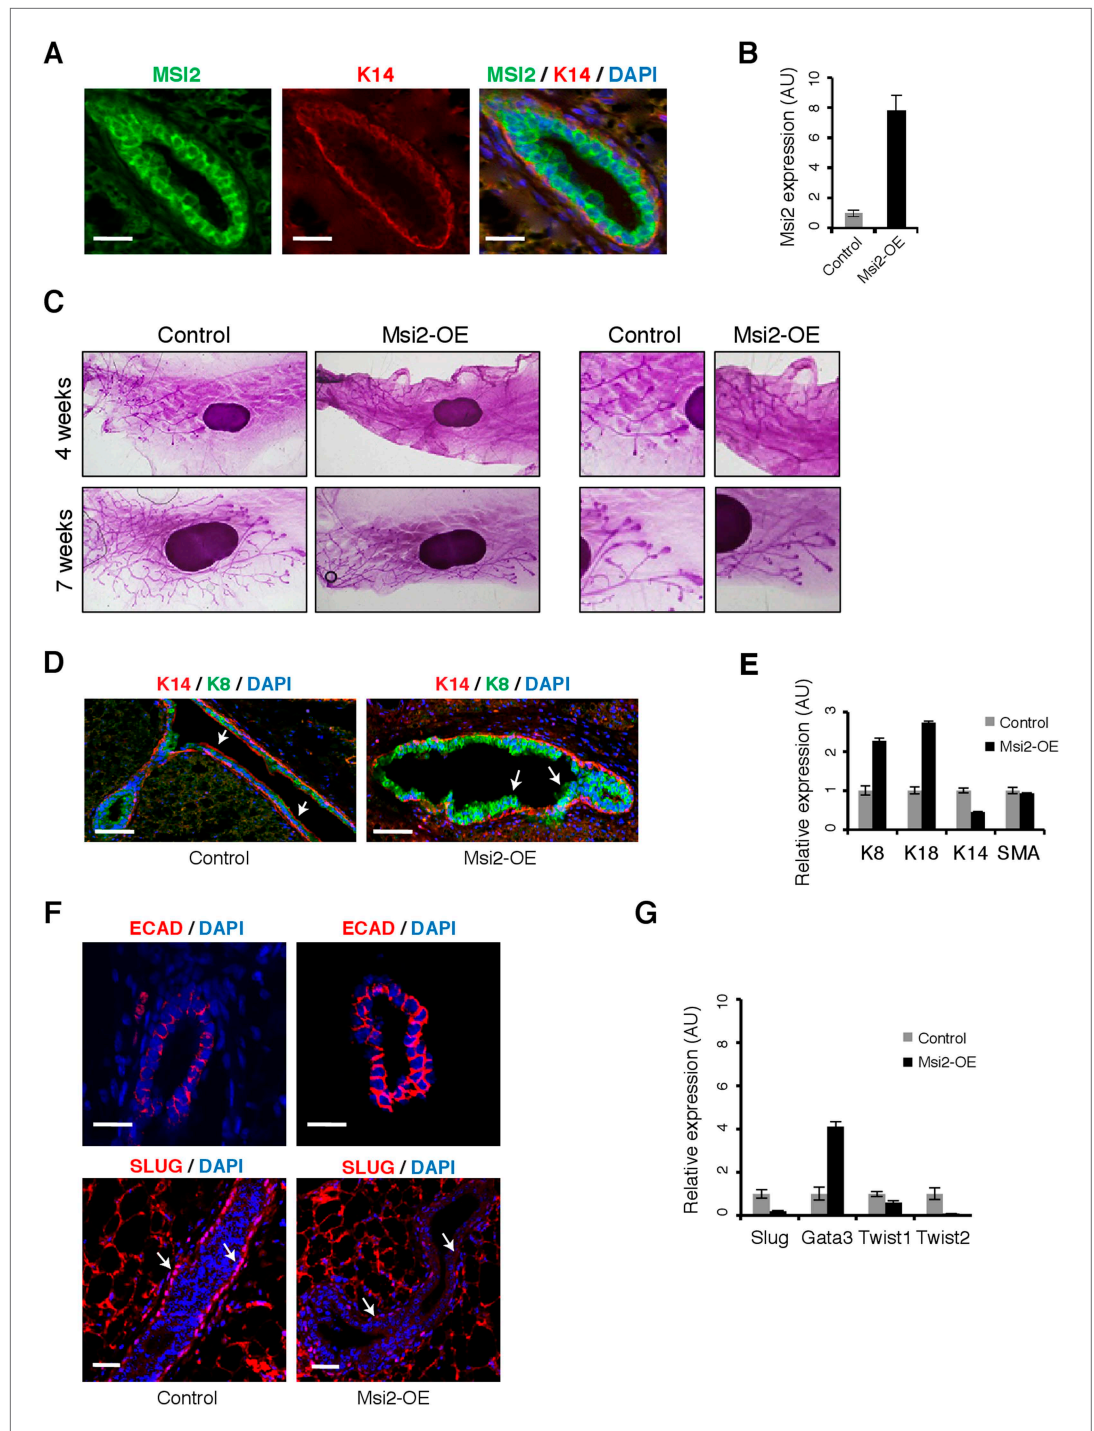 A
MSI2
K14
MSI2 / K14 / DAPI
B
Msi2 expression (AU)
10
8
6
4
2
0
Control
Msi2-OE
C
Control
Msi2-OE
Control
Msi2-OE
4 weeks
7 weeks
D
K14 / K8 / DAPI
K14 / K8 / DAPI
Control
Msi2-OE
E
Relative expression (AU)
3
2
1
0
Control
Msi2-OE
K8 K18 K14 SMA
F
ECAD / DAPI
ECAD / DAPI
SLUG / DAPI
SLUG / DAPI
Control
Msi2-OE
G
Relative expression (AU)
10
8
6
4
2
0
Control
Msi2-OE
Slug Gata3 Twist1 Twist2